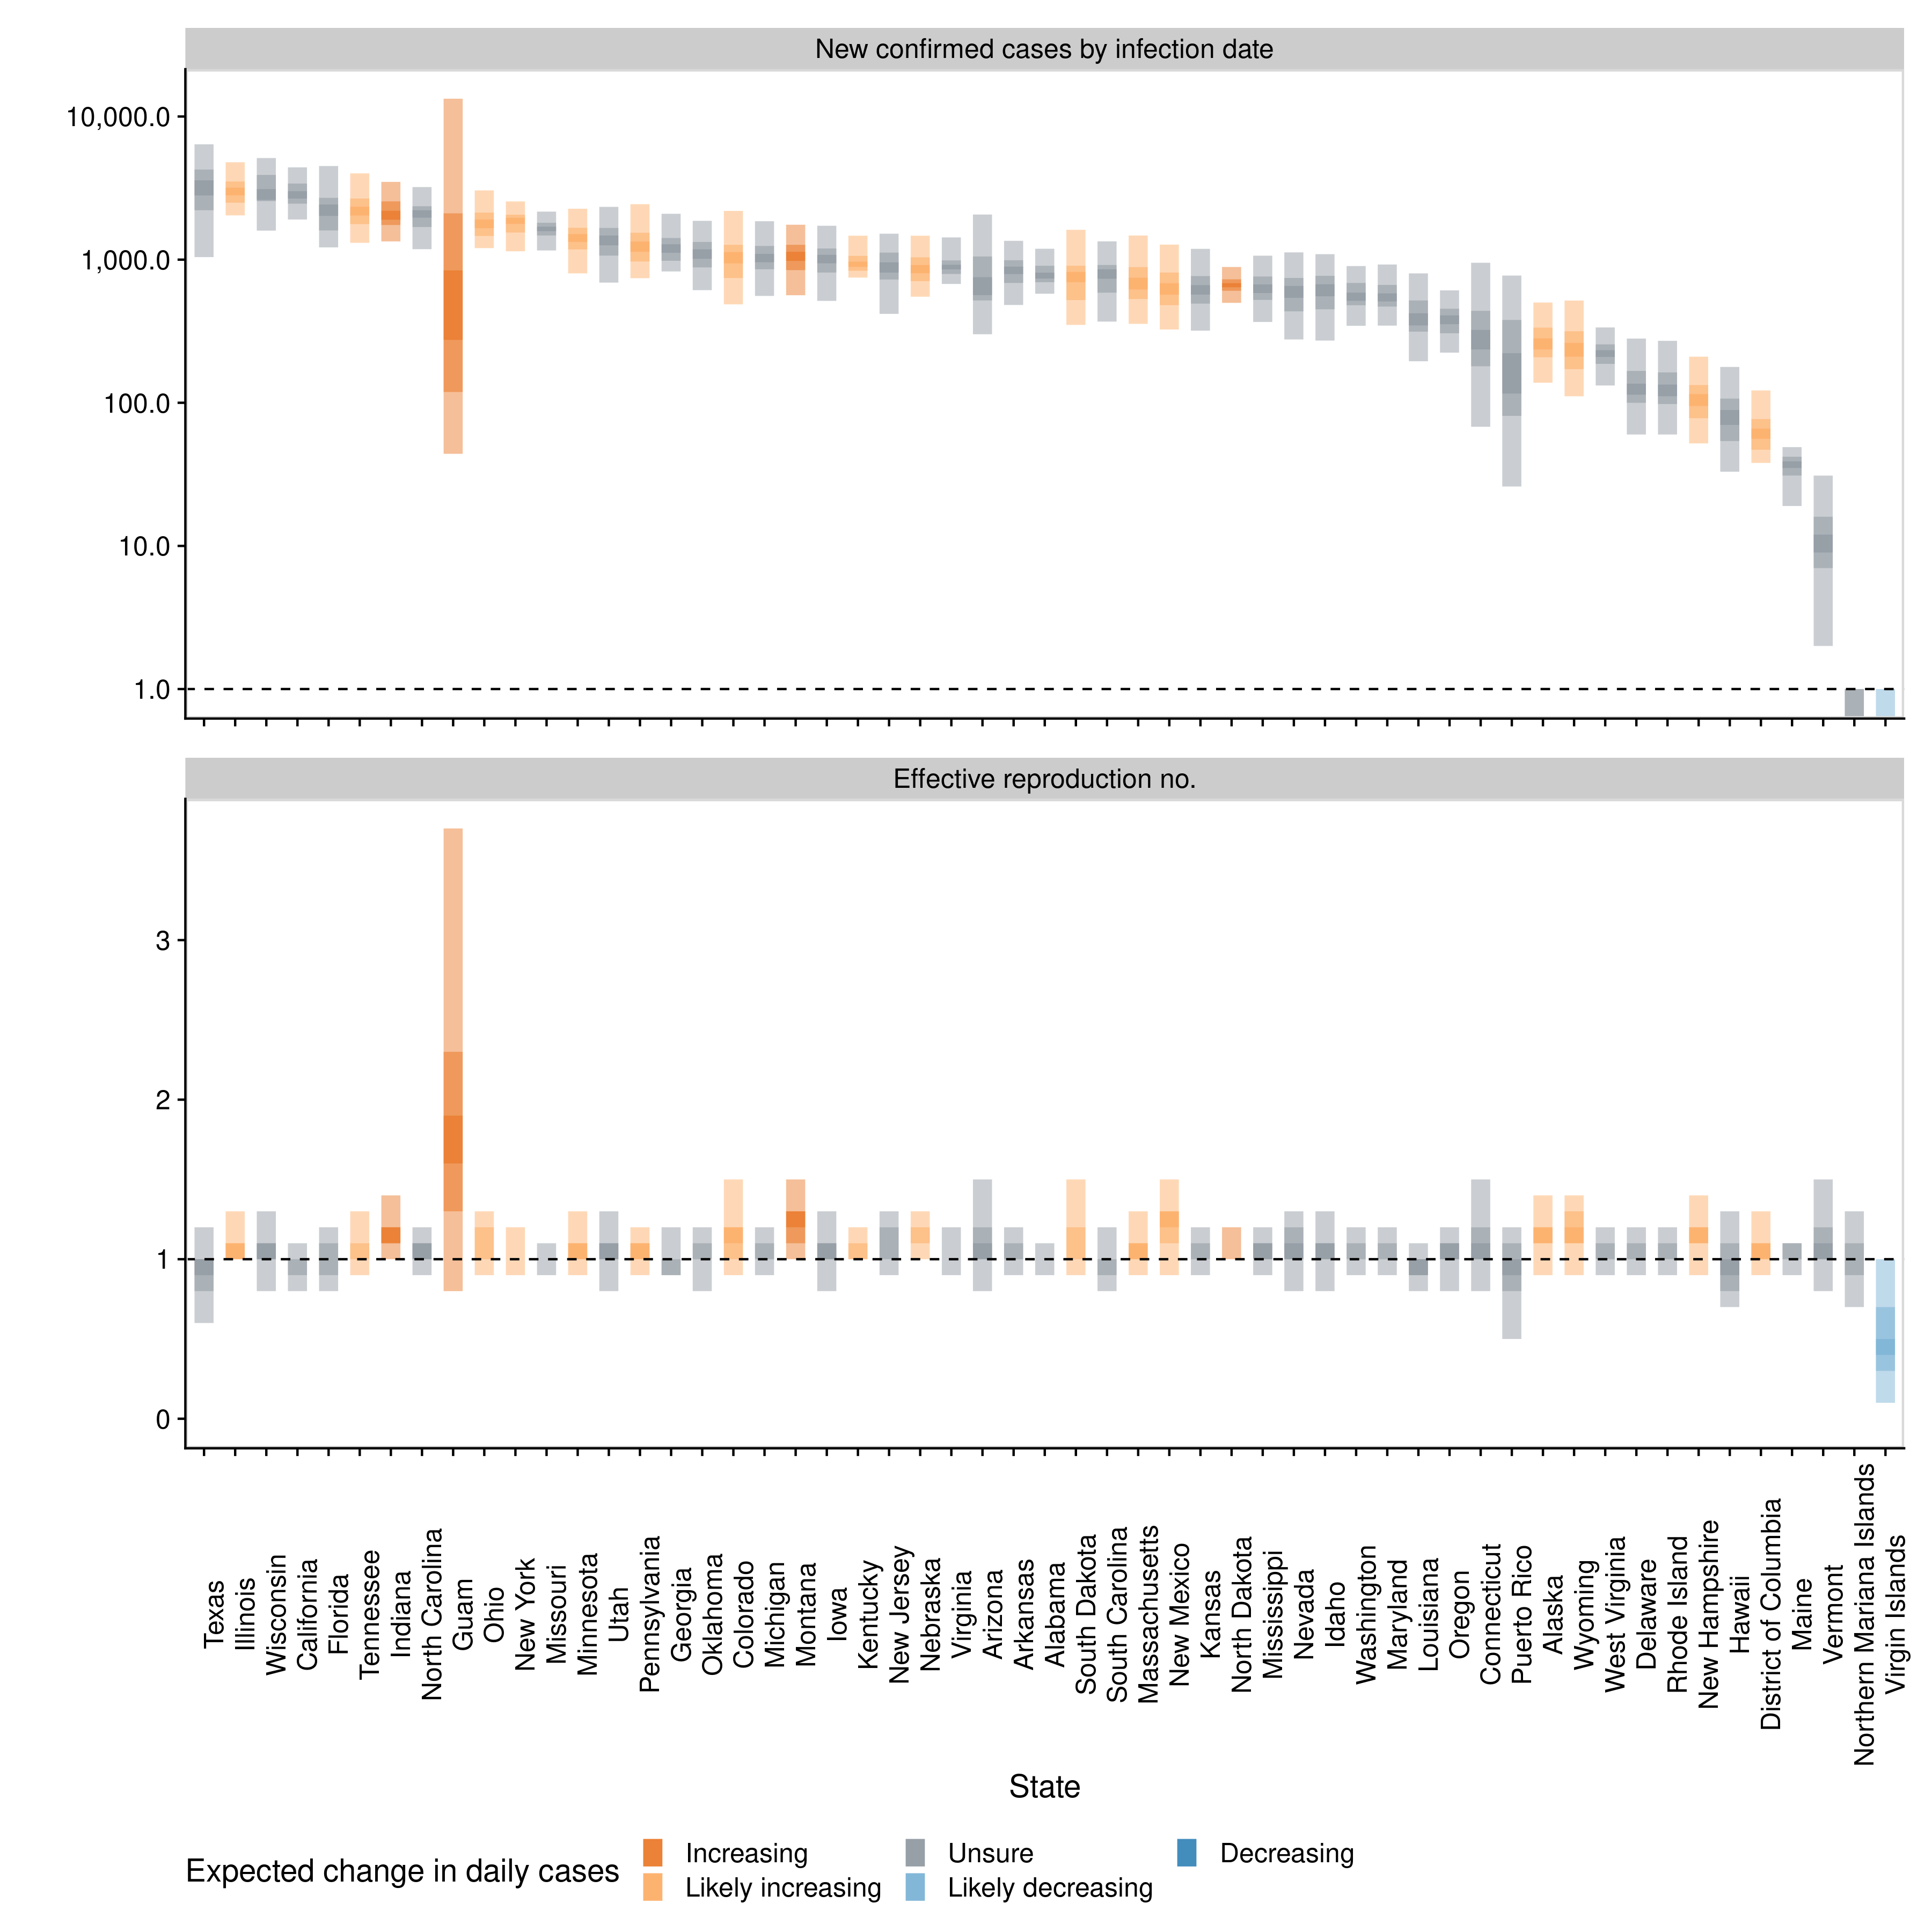 New confirmed cases by infection date
10,000.0
1,000.0
100.0
10.0
1.0
Effective reproduction no.
3
2
1
0
Texas
Illinois
Wisconsin
California
Florida
Tennessee
Indiana
North Carolina
Guam
Ohio
New York
Missouri
Minnesota
Utah
Pennsylvania
Georgia
Oklahoma
Colorado
Michigan
Montana
Iowa
Kentucky
New Jersey
Nebraska
Virginia
Arizona
Arkansas
Alabama
South Dakota
South Carolina
Massachusetts
New Mexico
Kansas
North Dakota
Mississippi
Nevada
Idaho
Washington
Maryland
Louisiana
Oregon
Connecticut
Puerto Rico
Alaska
Wyoming
West Virginia
Delaware
Rhode Island
New Hampshire
Hawaii
District of Columbia
Maine
Vermont
Northern Mariana Islands
Virgin Islands
State
Expected change in daily cases
Increasing
Likely increasing
Unsure
Likely decreasing
Decreasing